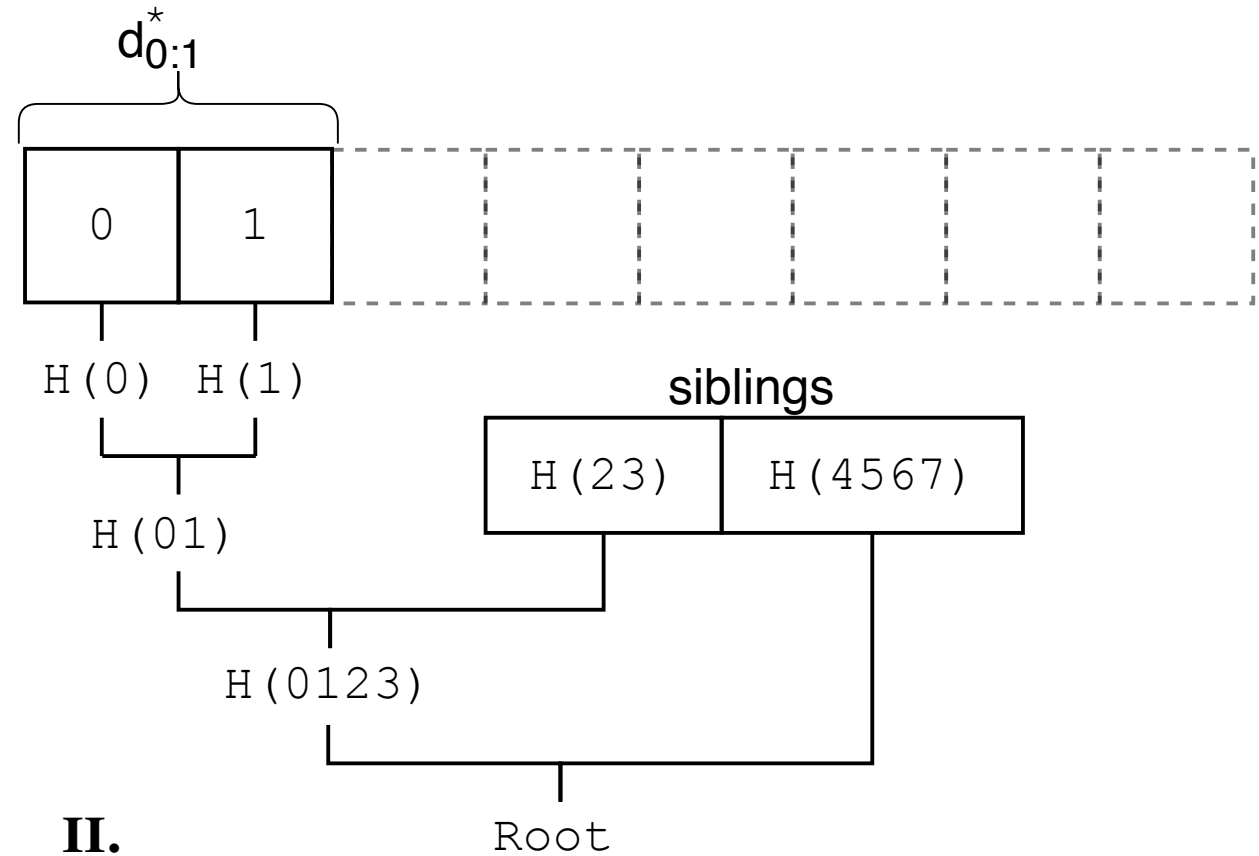 d*0:1
0 1
H(0) H(1)
siblings
H(23) H(4567)
H(01)
H(0123)
II.
Root